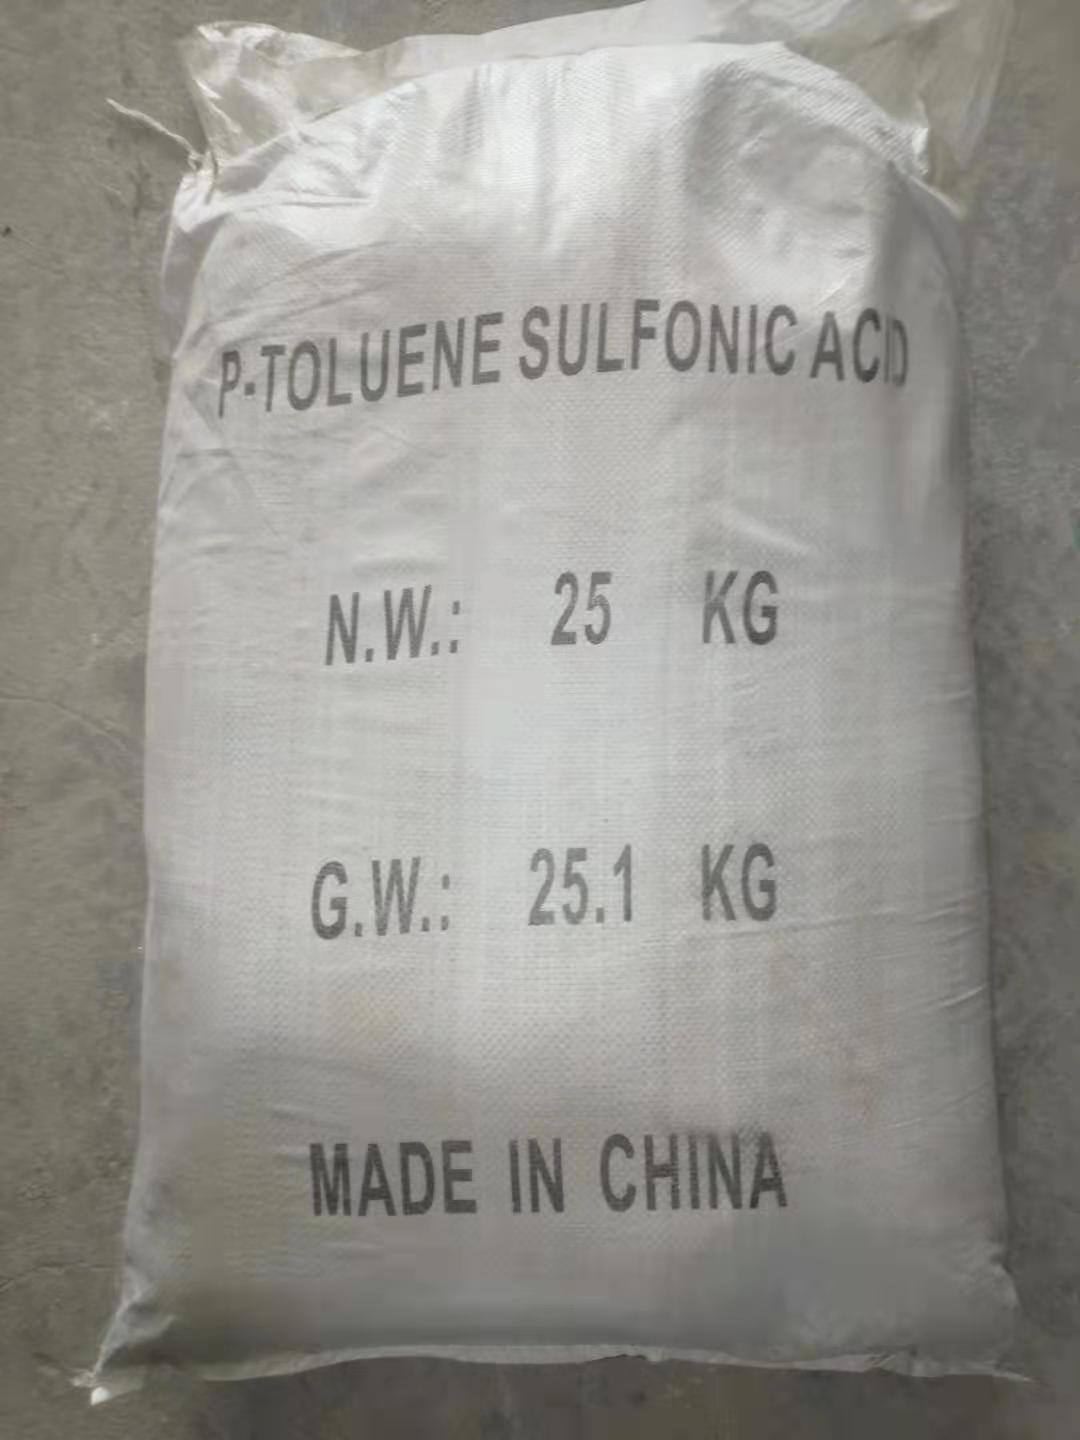 P-TOLUENE SULFONIC ACID
N.W.: 25 KG
G.W.: 25.1 KG
MADE IN CHINA